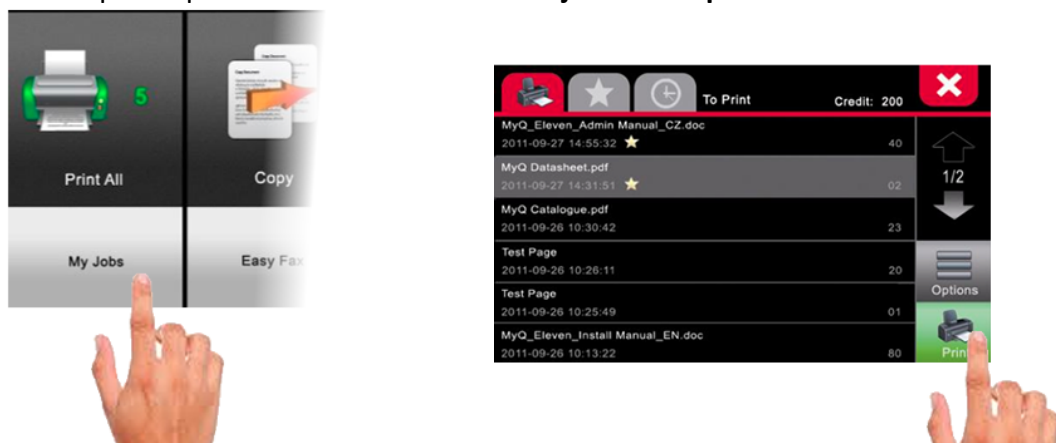 5
Print All
Copy
My Jobs
Easy Fax
To Print
Credit: 200
MyQ_Eleven_Admin Manual_CZ.doc
2011-09-27 14:55:32
40
MyQ Datasheet.pdf
2011-09-27 14:31:51
02
1/2
MyQ Catalogue.pdf
2011-09-26 10:30:42
23
Test Page
2011-09-26 10:26:11
20
Options
Test Page
2011-09-26 10:25:49
01
MyQ_Eleven_Install Manual_EN.doc
2011-09-26 10:13:22
80
Print